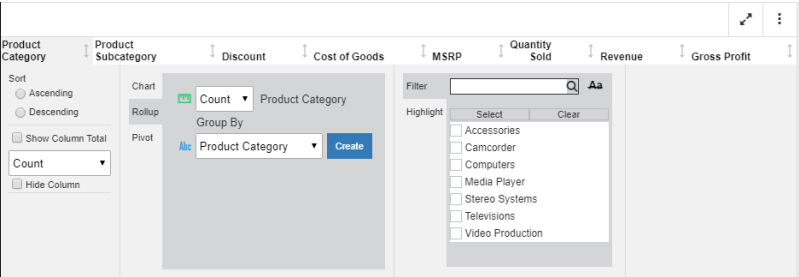 Product Category
Product Subcategory
Discount
Cost of Goods
MSRP
Quantity Sold
Revenue
Gross Profit
Sort
Ascending
Descending
Show Column Total
Count
Hide Column
Chart
Rollup
Pivot
Count Product Category
Group By
Abc Product Category Create
Filter
Aa
Highlight
Select Clear
Accessories
Camcorder
Computers
Media Player
Stereo Systems
Televisions
Video Production